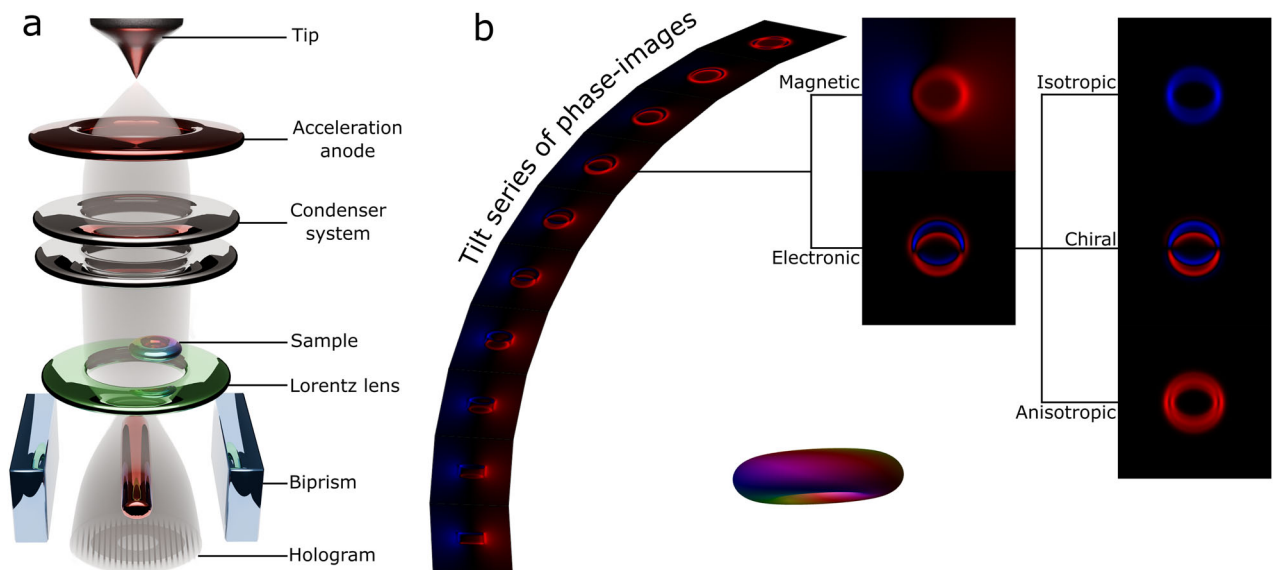 a
Tip
Acceleration
anode
Condenser
system
Sample
Lorentz lens
Biprism
Hologram
b
Tilt series of phase-images
Magnetic
Electronic
Isotropic
Chiral
Anisotropic